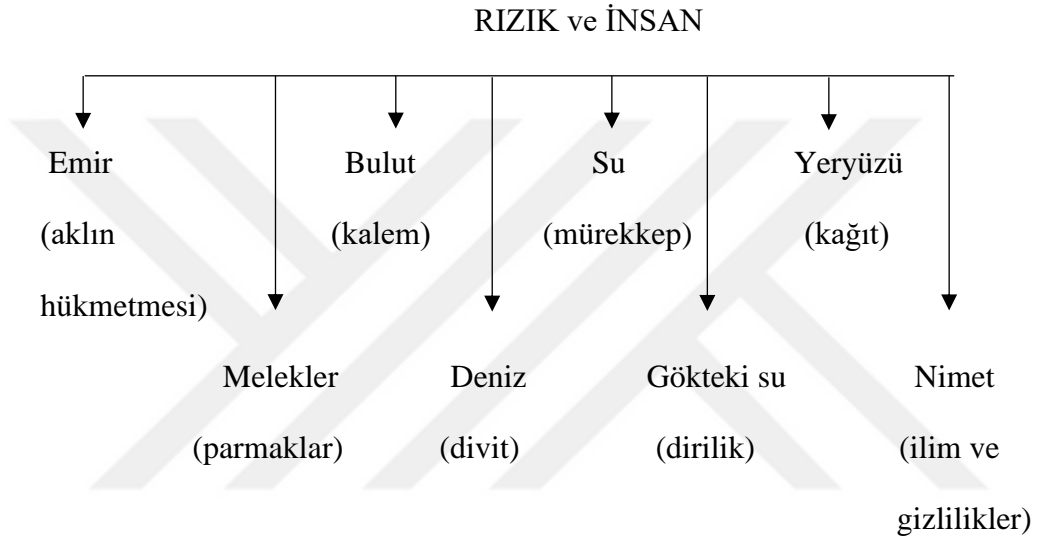 RIZIK ve İNSAN
Emir Bulut Su Yeryüzü
(aklın (kalem) (mürekkep) (kağıt)
hükmetmesi)
Melekler Deniz Gökteki su Nimet
(parmaklar) (divit) (dirilik) (ilim ve
gizlilikler)